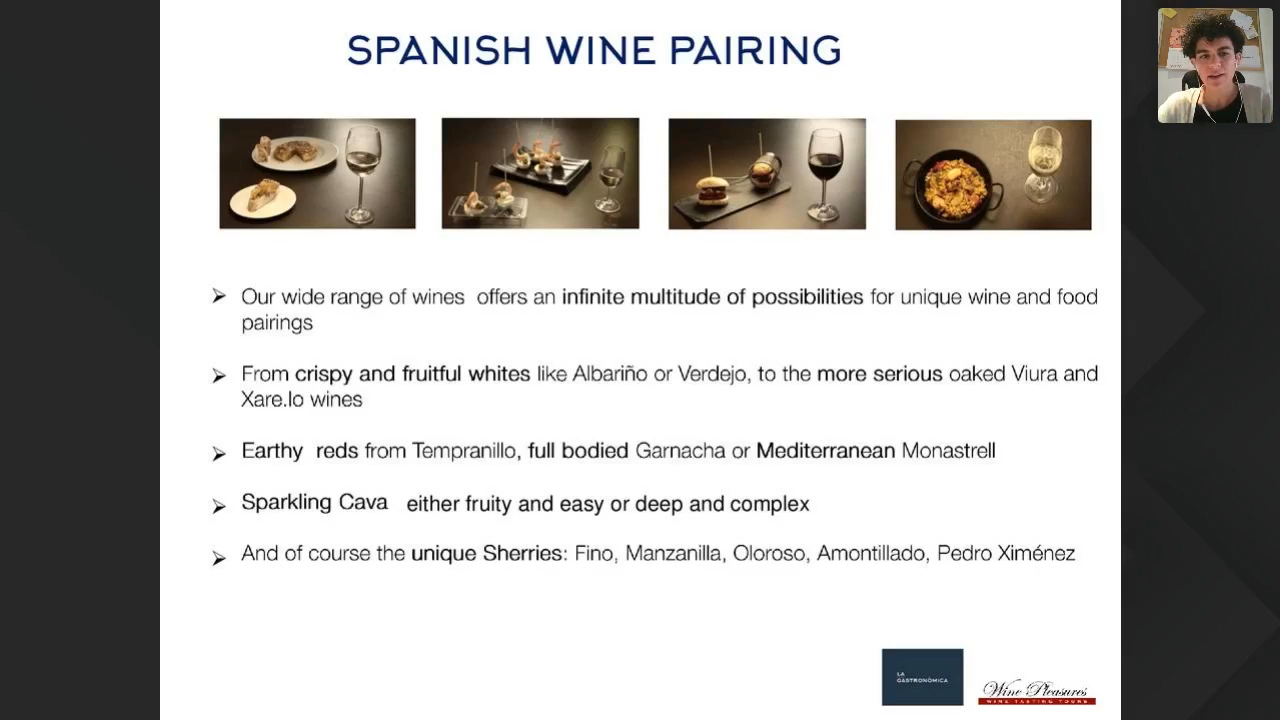 SPANISH WINE PAIRING
Our wide range of wines offers an infinite multitude of possibilities for unique wine and food
pairings
From crispy and fruitful whites like Albariño or Verdejo, to the more serious oaked Viura and
Xare.lo wines
Earthy reds from Tempranillo, full bodied Garnacha or Mediterranean Monastrell
Sparkling Cava either fruity and easy or deep and complex
And of course the unique Sherries: Fino, Manzanilla, Oloroso, Amontillado, Pedro Ximénez
LA
GASTRONÒMICA
Wine Pleasures
WINE TASTING TOURS